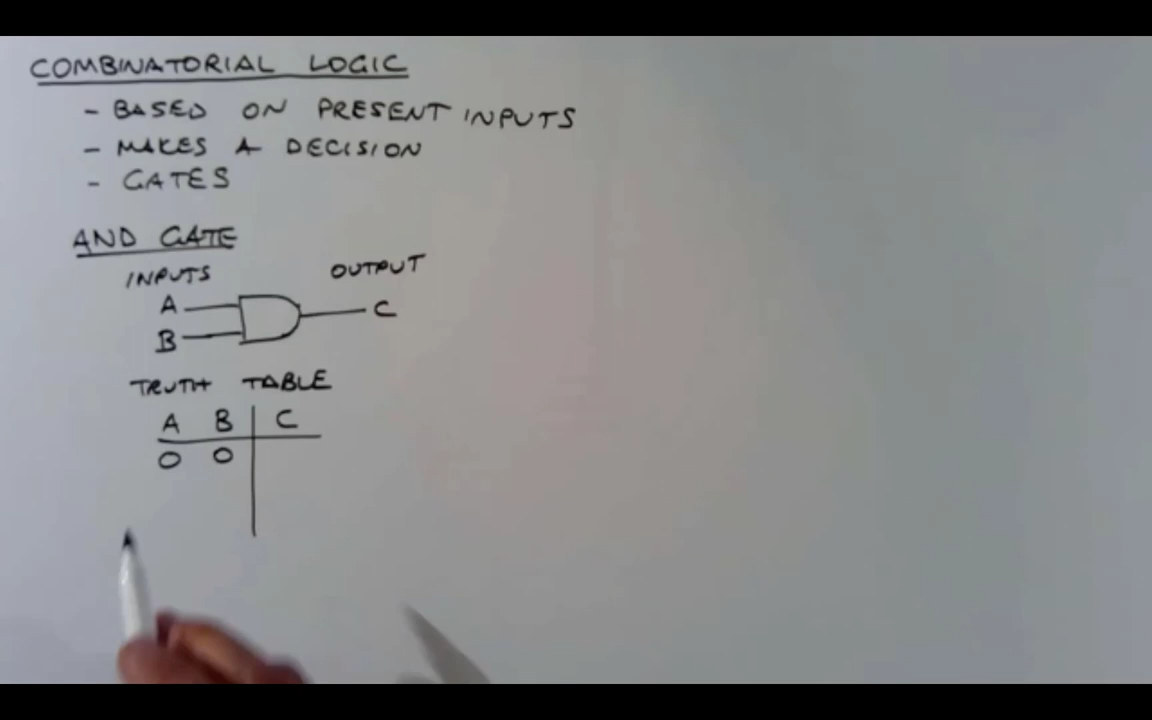 COMBINATORIAL LOGIC
- BASED ON PRESENT INPUTS
- MAKES A DECISION
- GATES
AND GATE
INPUTS OUTPUT
A C
B
TRUTH TABLE
A B C
0 0